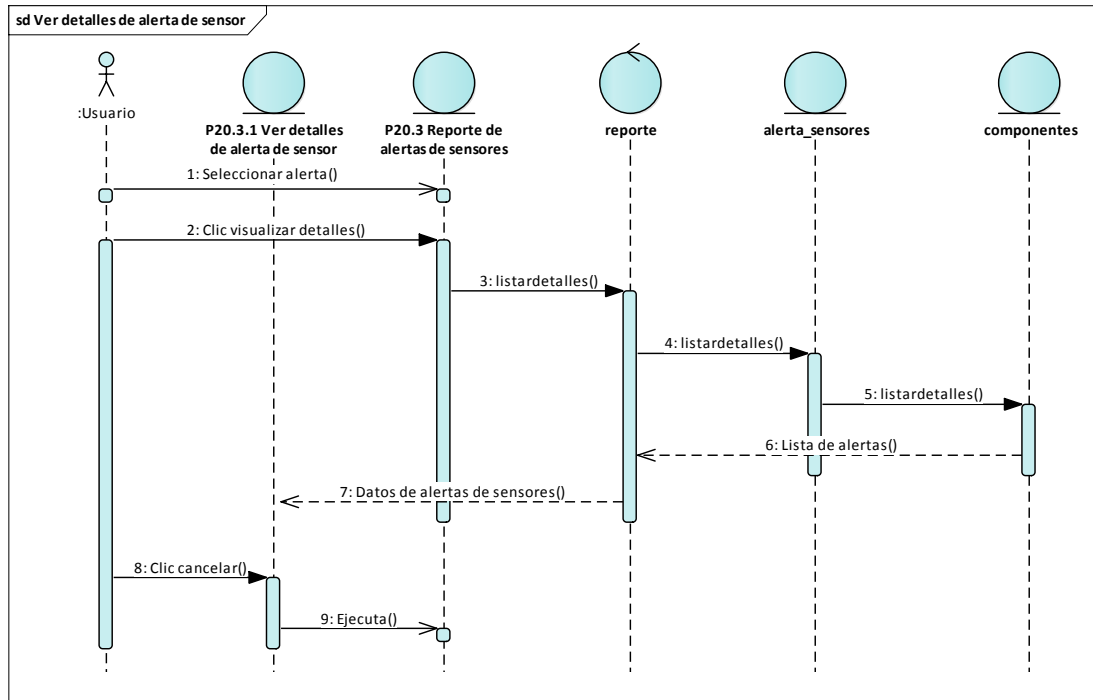 sd Ver detalles de alerta de sensor
:Usuario
P20.3.1 Ver detalles
de alerta de sensor
P20.3 Reporte de
alertas de sensores
reporte
alerta_sensores
componentes
1: Seleccionar alerta()
2: Clic visualizar detalles()
3: listardetalles()
4: listardetalles()
5: listardetalles()
6: Lista de alertas()
7: Datos de alertas de sensores()
8: Clic cancelar()
9: Ejecuta()